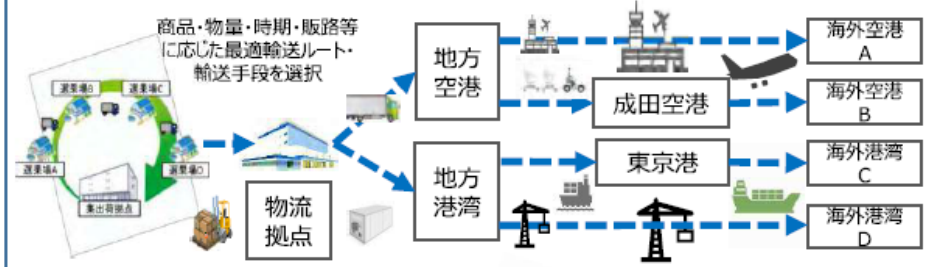 商品・物量・時期・販路等
に応じた最適輸送ルート・
輸送手段を選択
選果場B
選果場C
選果場A
選果場D
集出荷拠点
物流
拠点
地方
空港
成田空港
海外空港
A
海外空港
B
地方
港湾
東京港
海外港湾
C
海外港湾
D